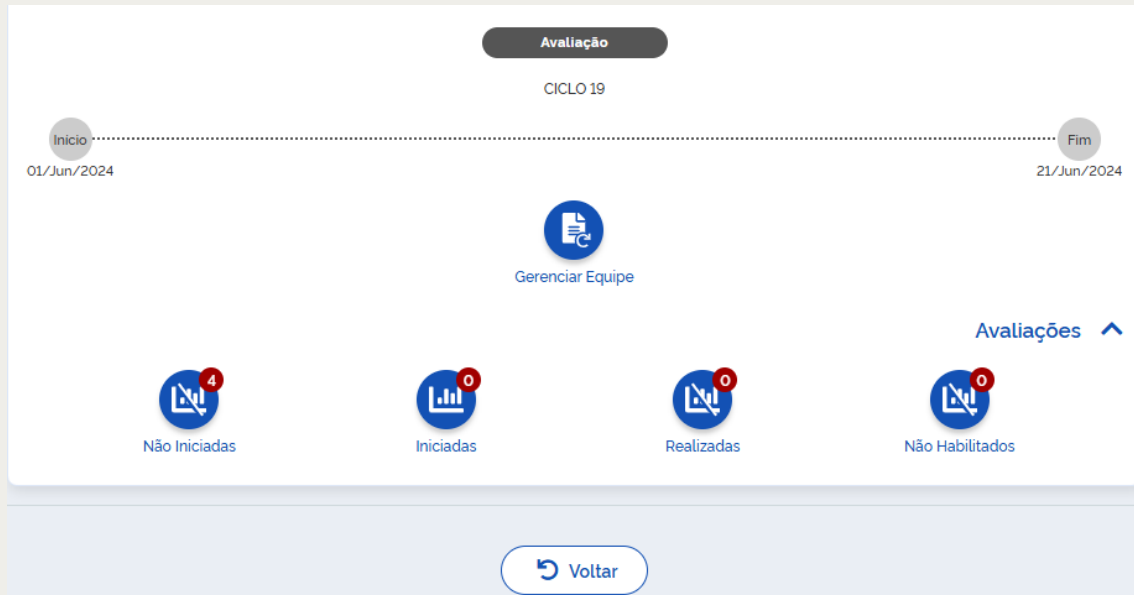 Avaliação
CICLO 19
Início
Fim
01/Jun/2024
21/Jun/2024
Gerenciar Equipe
Avaliações
4
0
0
0
Não Iniciadas
Iniciadas
Realizadas
Não Habilitados
Voltar